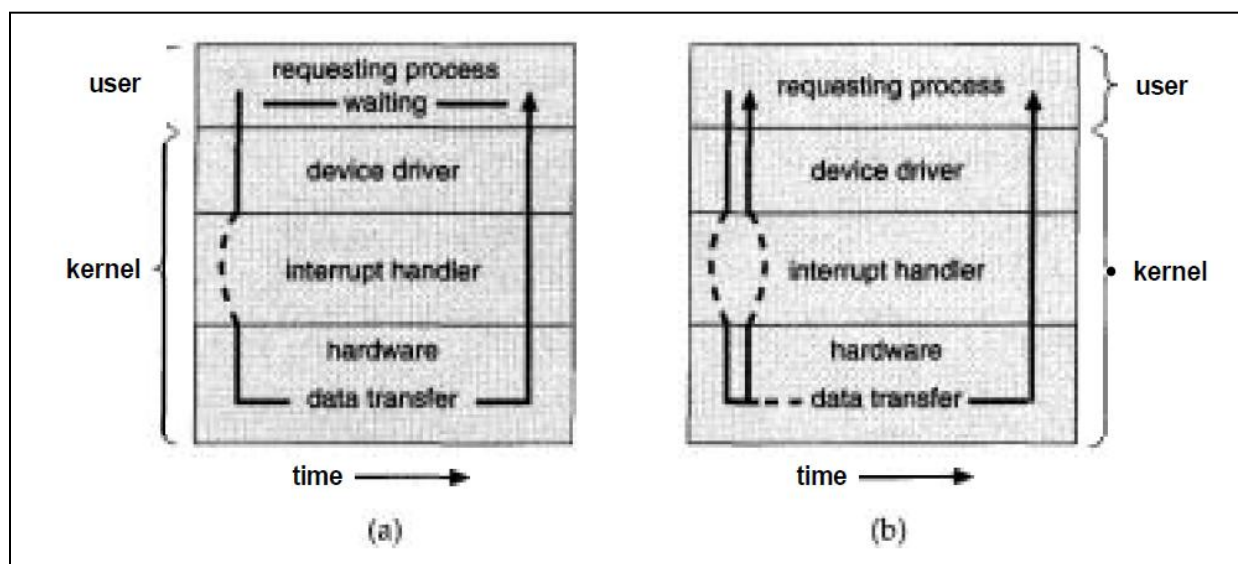 user
kernel
requesting process
waiting
device driver
interrupt handler
hardware
data transfer
time
(a)
requesting process
device driver
interrupt handler
hardware
data transfer
user
kernel
time
(b)